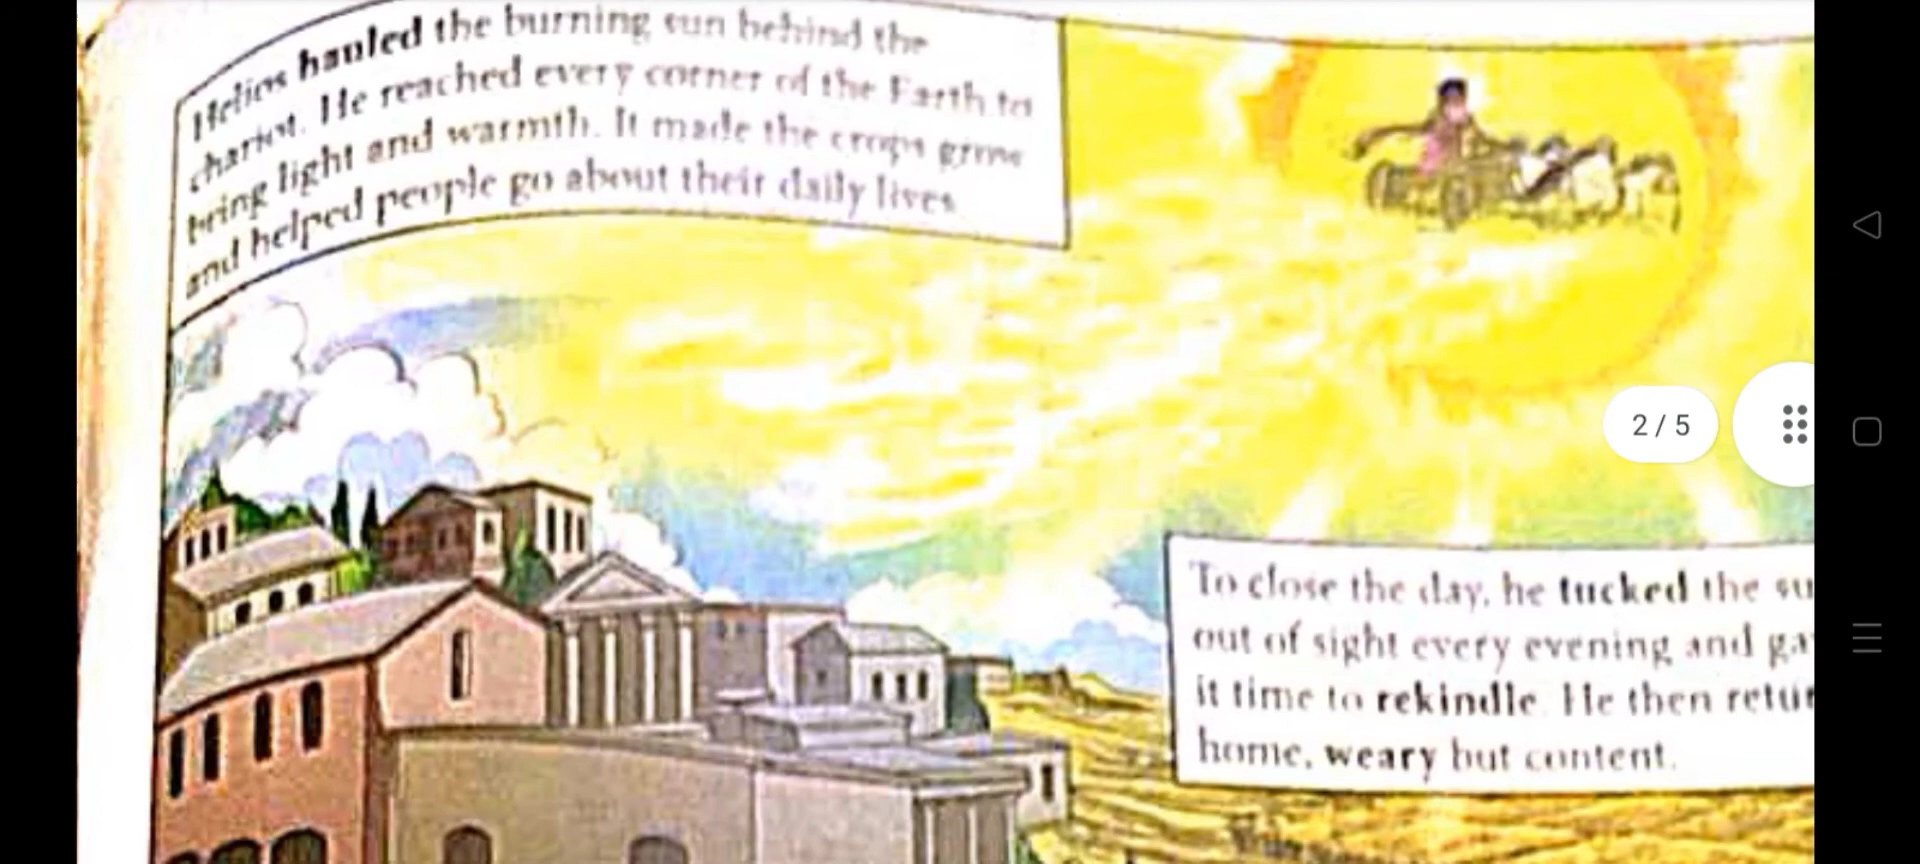 Helios hauled the burning sun behind the
chariot. He reached every corner of the Earth to
bring light and warmth. It made the crops grow
and helped people go about their daily lives
2 / 5
To close the day, he tucked the su
out of sight every evening and ga
it time to rekindle. He then retur
home, weary but content.